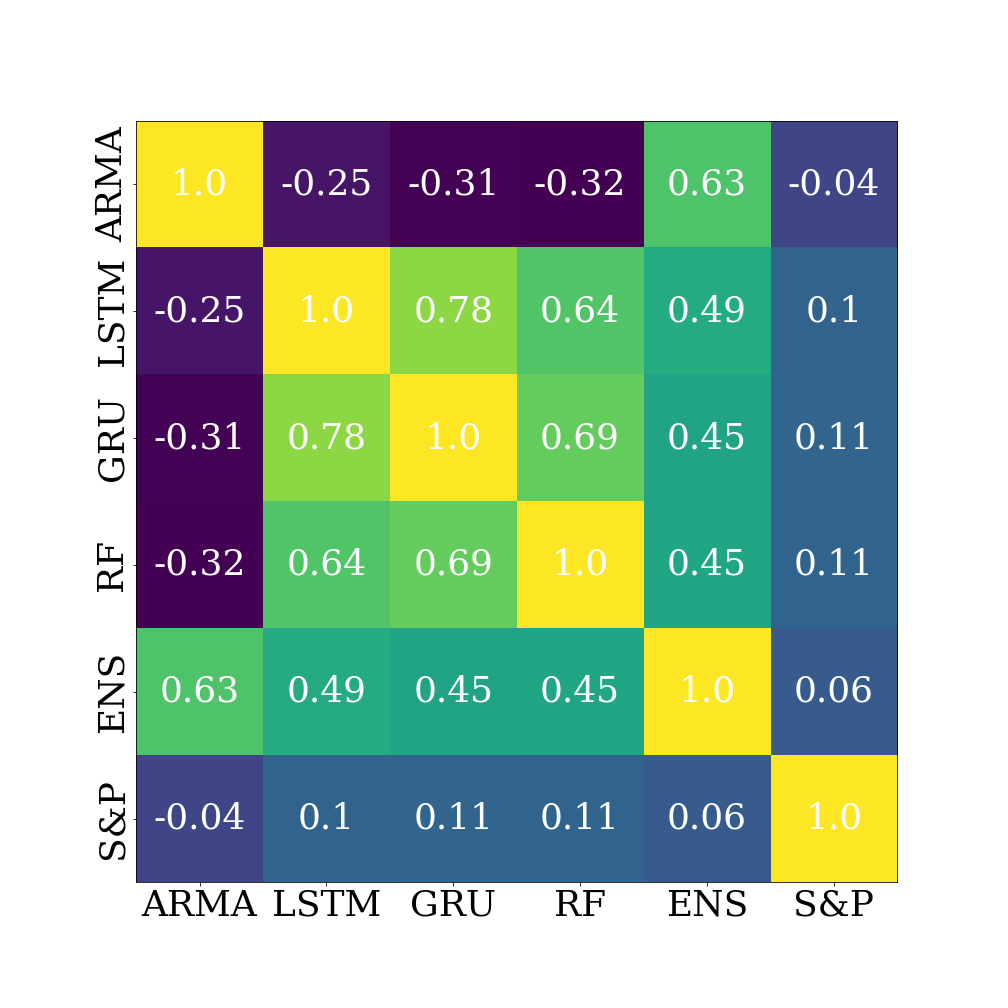 ARMA 1.0 -0.25 -0.31 -0.32 0.63 -0.04
LSTM -0.25 1.0 0.78 0.64 0.49 0.1
GRU -0.31 0.78 1.0 0.69 0.45 0.11
RF -0.32 0.64 0.69 1.0 0.45 0.11
ENS 0.63 0.49 0.45 0.45 1.0 0.06
S&P -0.04 0.1 0.11 0.11 0.06 1.0
ARMA LSTM GRU RF ENS S&P